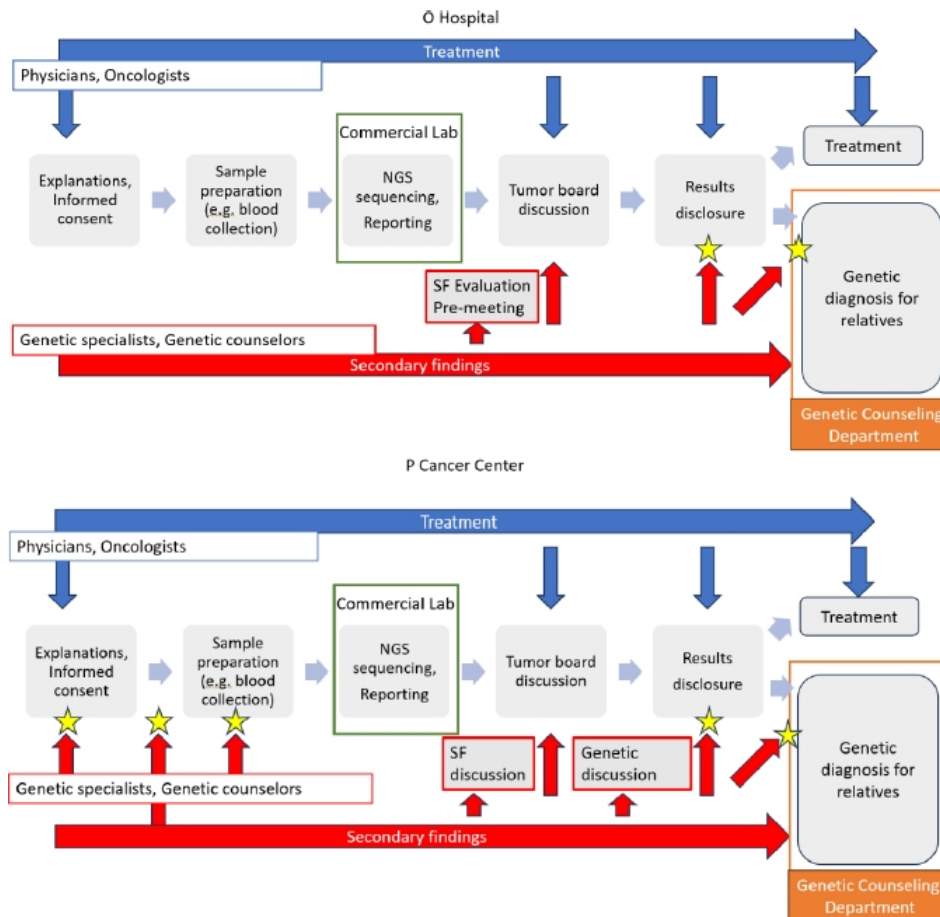 O Hospital
Treatment
Physicians, Oncologists
Commercial Lab
Explanations,
Informed
consent
Sample
preparation
(e.g. blood
collection)
NGS
sequencing,
Reporting
Tumor board
discussion
Results
disclosure
Treatment
SF Evaluation
Pre-meeting
Genetic
diagnosis for
relatives
Genetic specialists, Genetic counselors
Secondary findings
Genetic Counseling
Department
P Cancer Center
Treatment
Physicians, Oncologists
Commercial Lab
Explanations,
Informed
consent
Sample
preparation
(e.g. blood
collection)
NGS
sequencing,
Reporting
Tumor board
discussion
Results
disclosure
Treatment
SF
discussion
Genetic
discussion
Genetic
diagnosis for
relatives
Genetic specialists, Genetic counselors
Secondary findings
Genetic Counseling
Department